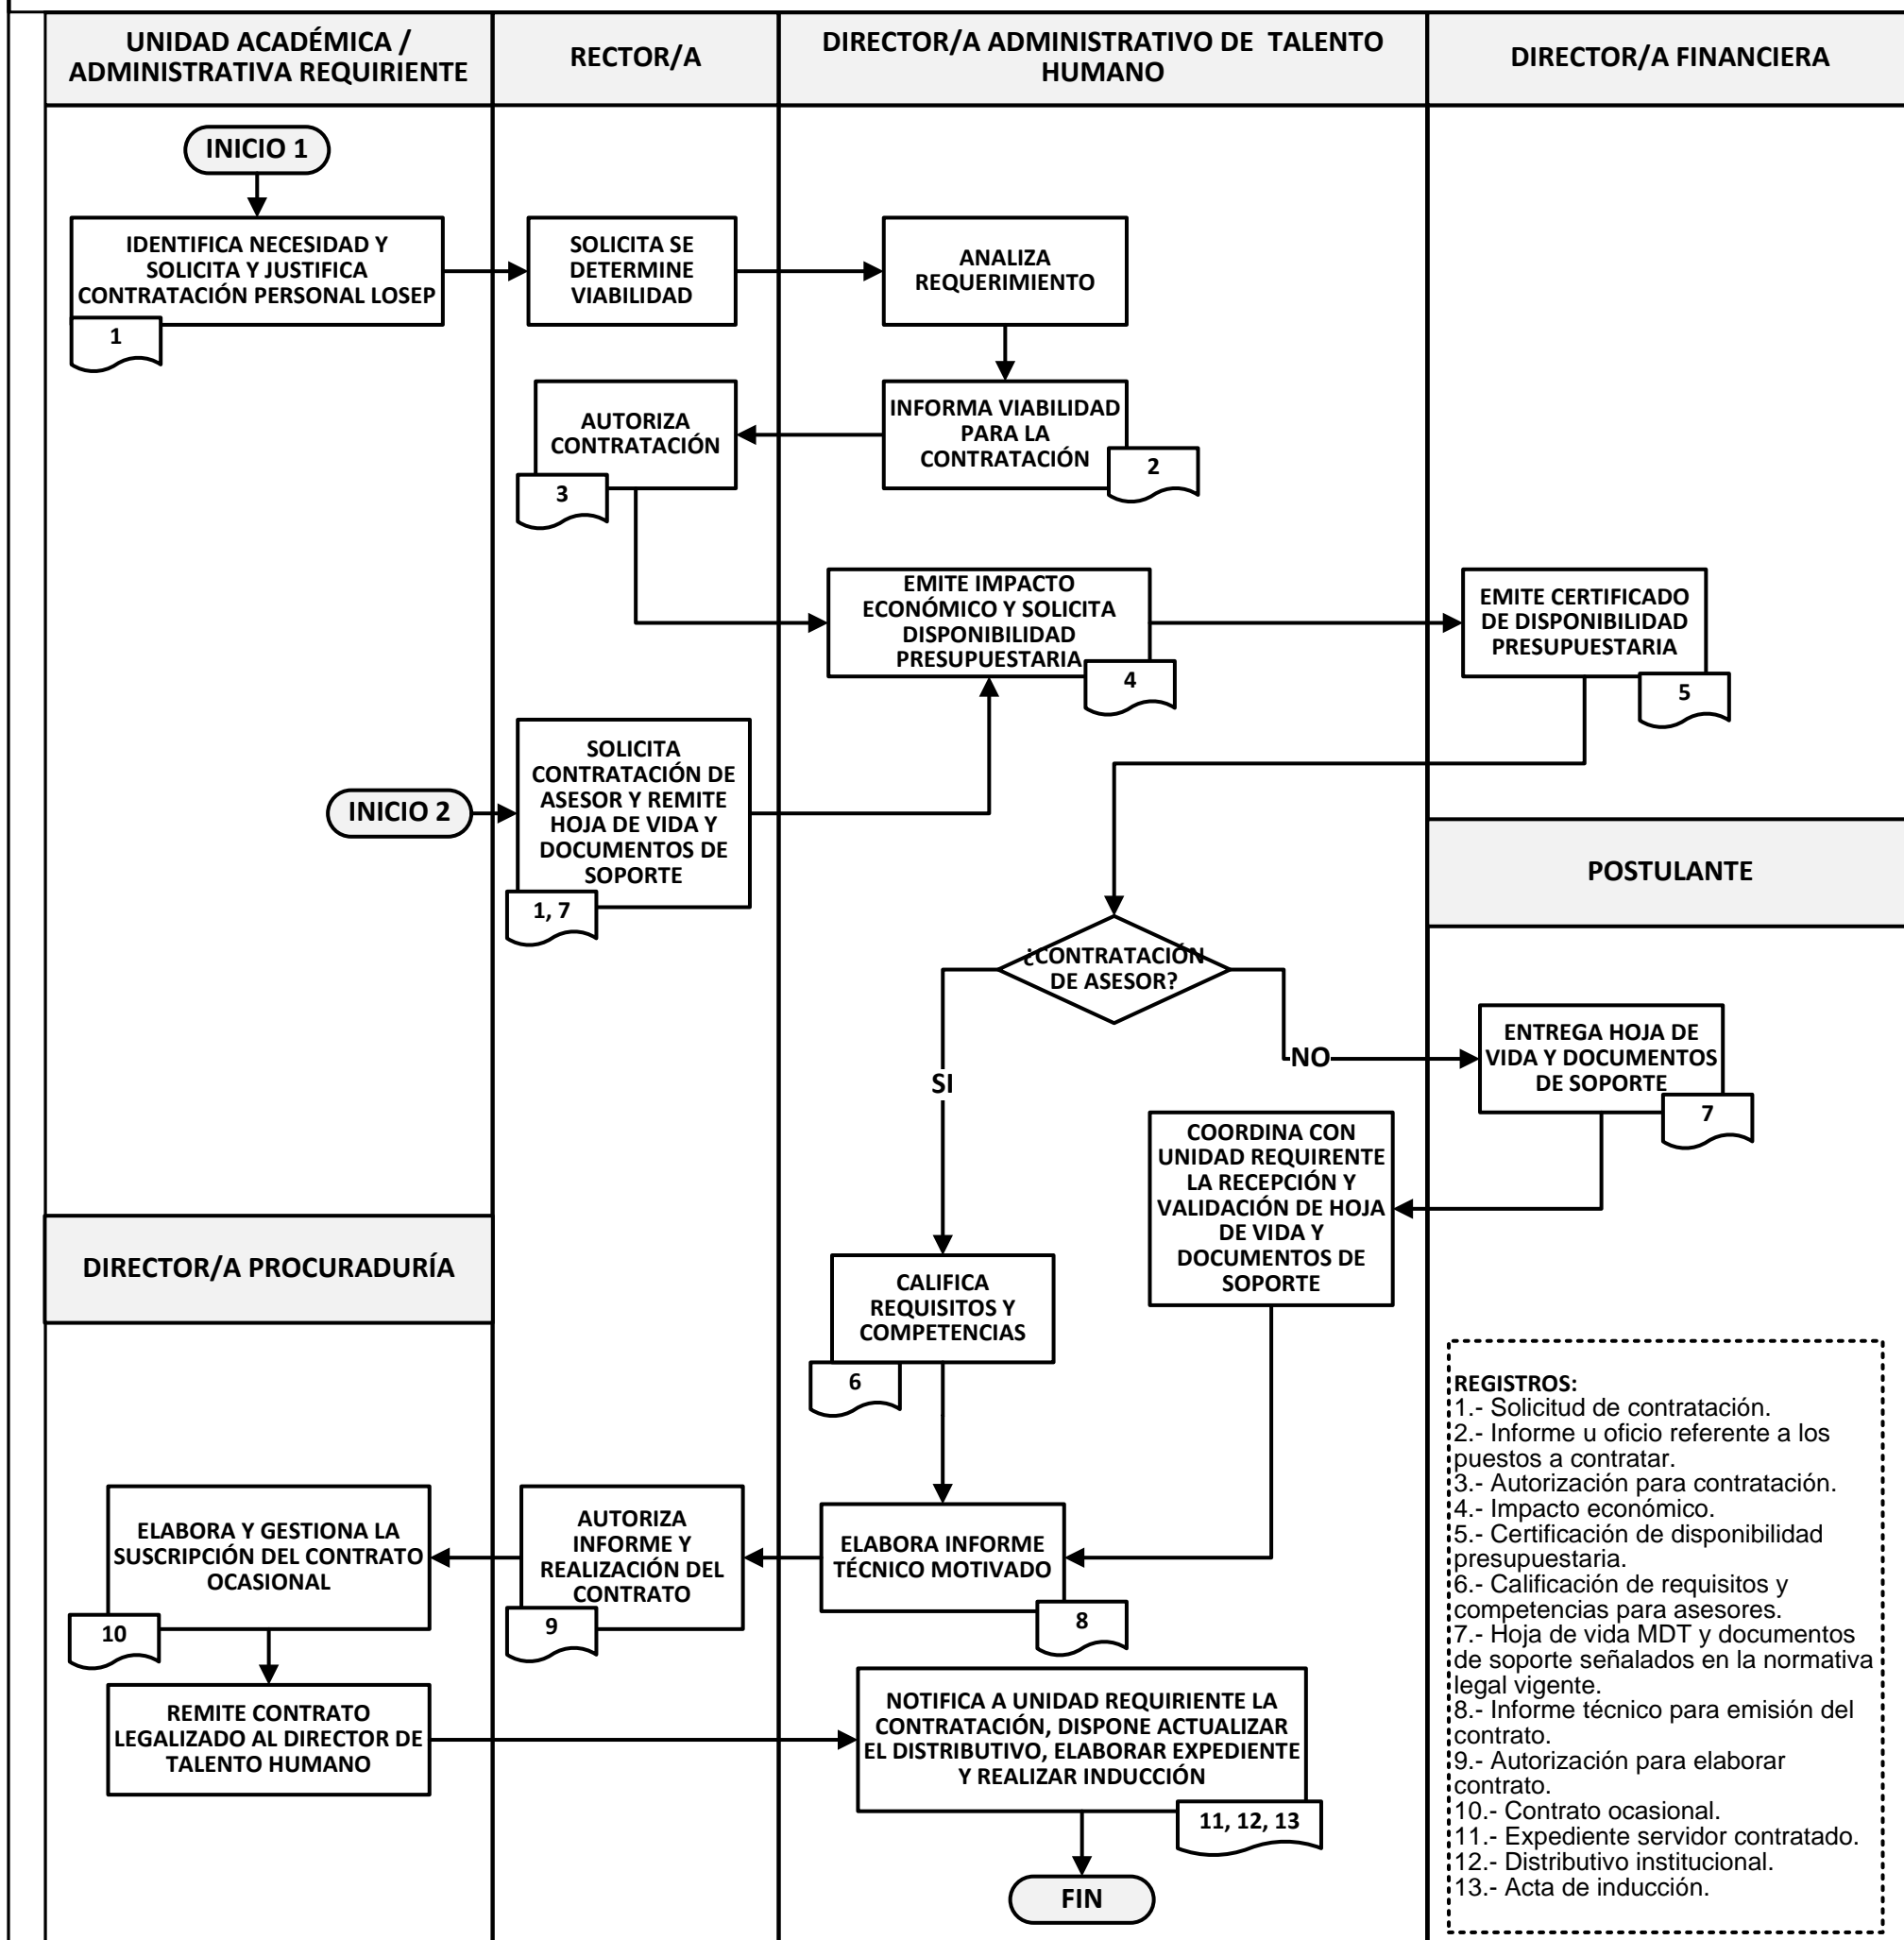 UNIDAD ACADÉMICA /
ADMINISTRATIVA REQUIRIENTE
RECTOR/A
DIRECTOR/A ADMINISTRATIVO DE TALENTO
HUMANO
DIRECTOR/A FINANCIERA
INICIO 1
IDENTIFICA NECESIDAD Y
SOLICITA Y JUSTIFICA
CONTRATACIÓN PERSONAL LOSEP
1
SOLICITA SE
DETERMINE
VIABILIDAD
ANALIZA
REQUERIMIENTO
AUTORIZA
CONTRATACIÓN
3
INFORMA VIABILIDAD
PARA LA
CONTRATACIÓN
2
EMITE IMPACTO
ECONÓMICO Y SOLICITA
DISPONIBILIDAD
PRESUPUESTARIA
4
EMITE CERTIFICADO
DE DISPONIBILIDAD
PRESUPUESTARIA
5
INICIO 2
SOLICITA
CONTRATACIÓN DE
ASESOR Y REMITE
HOJA DE VIDA Y
DOCUMENTOS DE
SOPORTE
1, 7
POSTULANTE
¿CONTRATACIÓN
DE ASESOR?
SI
NO
ENTREGA HOJA DE
VIDA Y DOCUMENTOS
DE SOPORTE
7
COORDINA CON
UNIDAD REQUIRENTE
LA RECEPCIÓN Y
VALIDACIÓN DE HOJA
DE VIDA Y
DOCUMENTOS DE
SOPORTE
DIRECTOR/A PROCURADURÍA
CALIFICA
REQUISITOS Y
COMPETENCIAS
6
ELABORA Y GESTIONA LA
SUSCRIPCIÓN DEL CONTRATO
OCASIONAL
10
AUTORIZA
INFORME Y
REALIZACIÓN DEL
CONTRATO
9
ELABORA INFORME
TÉCNICO MOTIVADO
8
REMITE CONTRATO
LEGALIZADO AL DIRECTOR DE
TALENTO HUMANO
NOTIFICA A UNIDAD REQUIRIENTE LA
CONTRATACIÓN, DISPONE ACTUALIZAR
EL DISTRIBUTIVO, ELABORAR EXPEDIENTE
Y REALIZAR INDUCCIÓN
11, 12, 13
FIN
REGISTROS:
1.- Solicitud de contratación.
2.- Informe u oficio referente a los
puestos a contratar.
3.- Autorización para contratación.
4.- Impacto económico.
5.- Certificación de disponibilidad
presupuestaria.
6.- Calificación de requisitos y
competencias para asesores.
7.- Hoja de vida MDT y documentos
de soporte señalados en la normativa
legal vigente.
8.- Informe técnico para emisión del
contrato.
9.- Autorización para elaborar
contrato.
10.- Contrato ocasional.
11.- Expediente servidor contratado.
12.- Distributivo institucional.
13.- Acta de inducción.